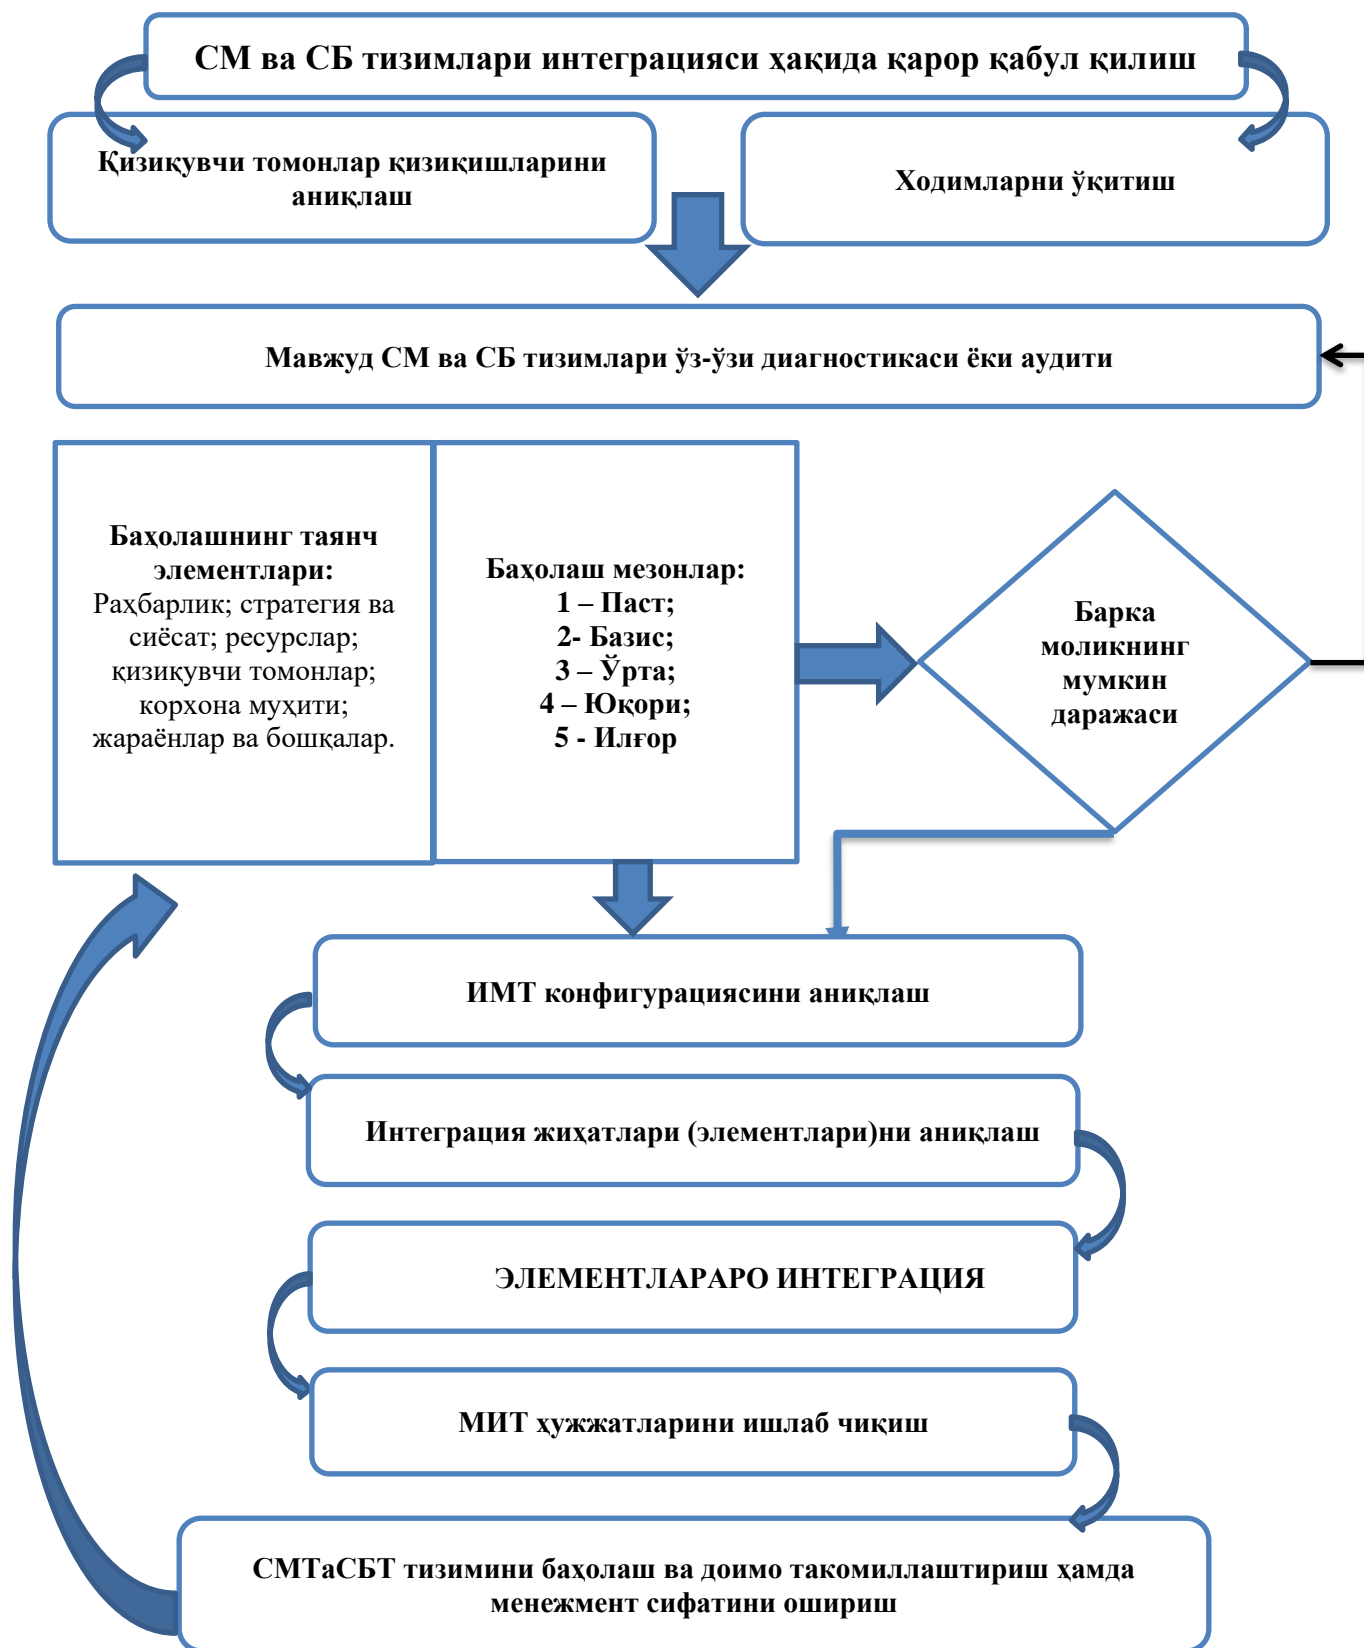 СМ ва СБ тизимлари интеграцияси ҳақида қарор қабул қилиш
Қизиқувчи томонлар қизиқишларини
аниқлаш
Ходимларни ўқитиш
Мавжуд СМ ва СБ тизимлари ўз-ўзи диагностикаси ёки аудити
Баҳолашнинг таянч
элементлари:
Раҳбарлик; стратегия ва
сиёсат; ресурслар;
қизиқувчи томонлар;
корхона муҳити;
жараёнлар ва бошқалар.
Баҳолаш мезонлар:
1 – Паст;
2- Базис;
3 – Ўрта;
4 – Юқори;
5 - Илғор
Барка
моликнинг
мумкин
даражаси
ИМТ конфигурациясини аниқлаш
Интеграция жиҳатлари (элементлари)ни аниқлаш
ЭЛЕМЕНТЛАРАРО ИНТЕГРАЦИЯ
МИТ ҳужжатларини ишлаб чиқиш
СМТаСБТ тизимини баҳолаш ва доимо такомиллаштириш ҳамда
менежмент сифатини ошириш